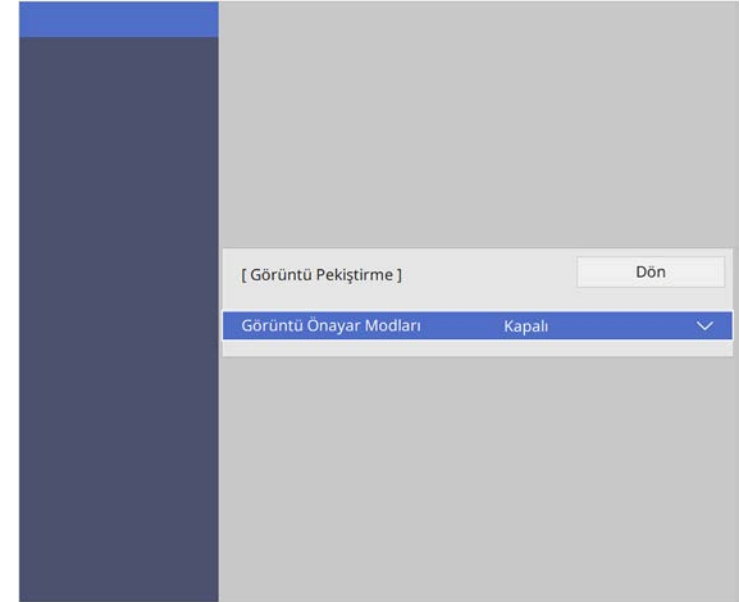 [ Görüntü Pekiştirme ]
Dön
Görüntü Önayar Modları Kapalı